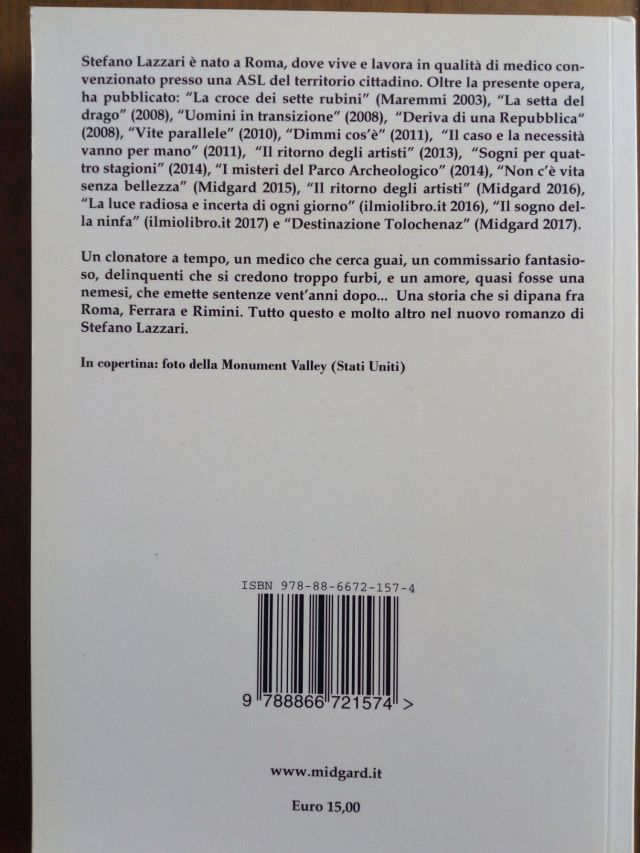 Stefano Lazzari è nato a Roma, dove vive e lavora in qualità di medico con-
venzionato presso una ASL del territorio cittadino. Oltre la presente opera,
ha pubblicato: “La croce dei sette rubini” (Maremmi 2003), “La setta del
drago” (2008), “Uomini in transizione” (2008), “Deriva di una Repubblica“
(2008), “Vite parallele” (2010), “Dimmi cos'è” (2011), “Il caso e la necessità
vanno per mano” (2011), “Il ritorno degli artisti” (2013), “Sogni per quat-
tro stagioni” (2014), “I misteri del Parco Archeologico” (2014), “Non c'è vita
senza bellezza” (Midgard 2015), “Il ritorno degli artisti” (Midgard 2016),
“La luce radiosa e incerta di ogni giorno” (ilmiolibro.it 2016), “Il sogno del-
la ninfa” (ilmiolibro.it 2017) e “Destinazione Tolochenaz” (Midgard 2017).
Un clonatore a tempo, un medico che cerca guai, un commissario fantasio-
so, delinquenti che si credono troppo furbi, e un amore, quasi fosse una
nemesi, che emette sentenze vent'anni dopo... Una storia che si dipana fra
Roma, Ferrara e Rimini. Tutto questo e molto altro nel nuovo romanzo di
Stefano Lazzari.
In copertina: foto della Monument Valley (Stati Uniti)
ISBN 978-88-6672-157-4
9 788866 721574 >
www.midgard.it
Euro 15,00